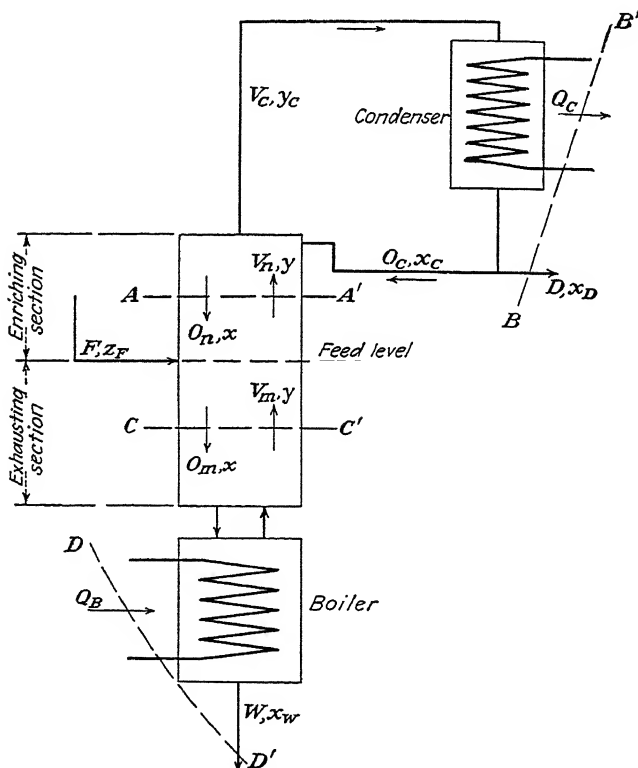 B'
V_C, y_C
Condenser
Q_C
Enriching section
V_n, y
O_C, x_C
D, x_D
B
A
A'
O_n, x
F, z_F
Feed level
Exhausting section
V_m, y
C
C'
O_m, x
D
Q_B
Boiler
W, x_W
D'